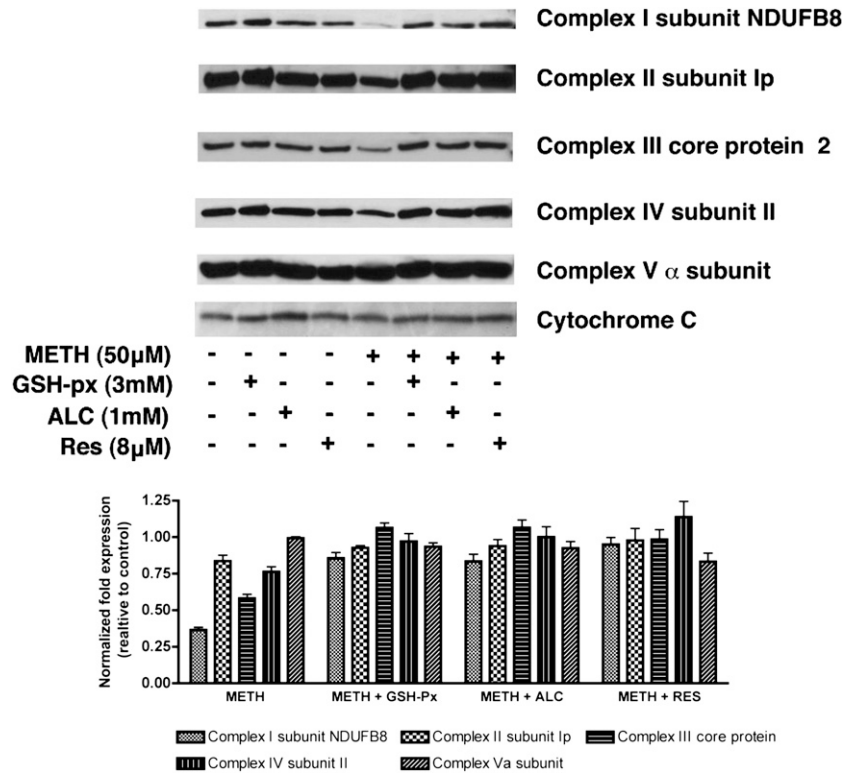 Complex I subunit NDUFB8
Complex II subunit Ip
Complex III core protein 2
Complex IV subunit II
Complex V α subunit
Cytochrome C
METH (50µM) - - - - + + + +
GSH-px (3mM) - + - - - + - -
ALC (1mM) - - + - - - + -
Res (8µM) - - - + - - - +
Normalized fold expression
(realtive to control)
1.25
1.00
0.75
0.50
0.25
0.00
METH METH + GSH-Px METH + ALC METH + RES
Complex I subunit NDUFB8 Complex II subunit Ip Complex III core protein
Complex IV subunit II Complex Va subunit